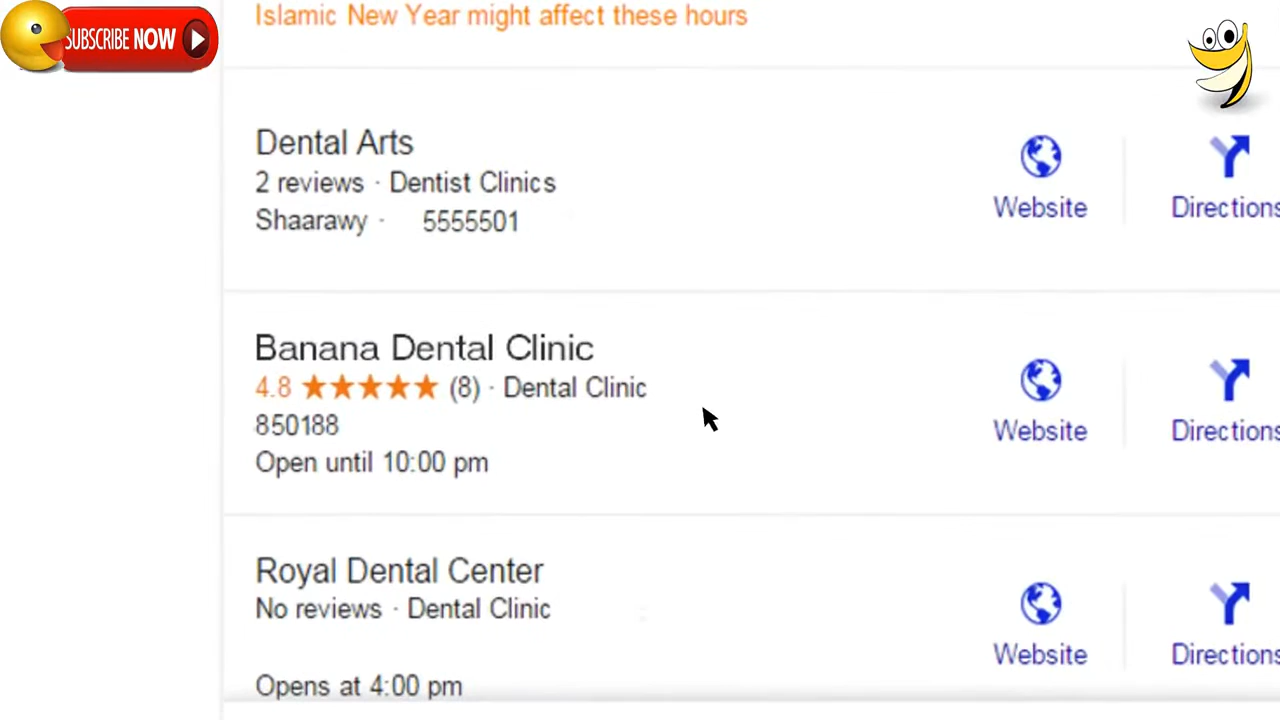 SUBSCRIBE NOW
Islamic New Year might affect these hours
Dental Arts
2 reviews · Dentist Clinics
Shaarawy · 5555501
Website
Directions
Banana Dental Clinic
4.8 ★★★★★ (8) · Dental Clinic
850188
Open until 10:00 pm
Website
Directions
Royal Dental Center
No reviews · Dental Clinic
Opens at 4:00 pm
Website
Directions